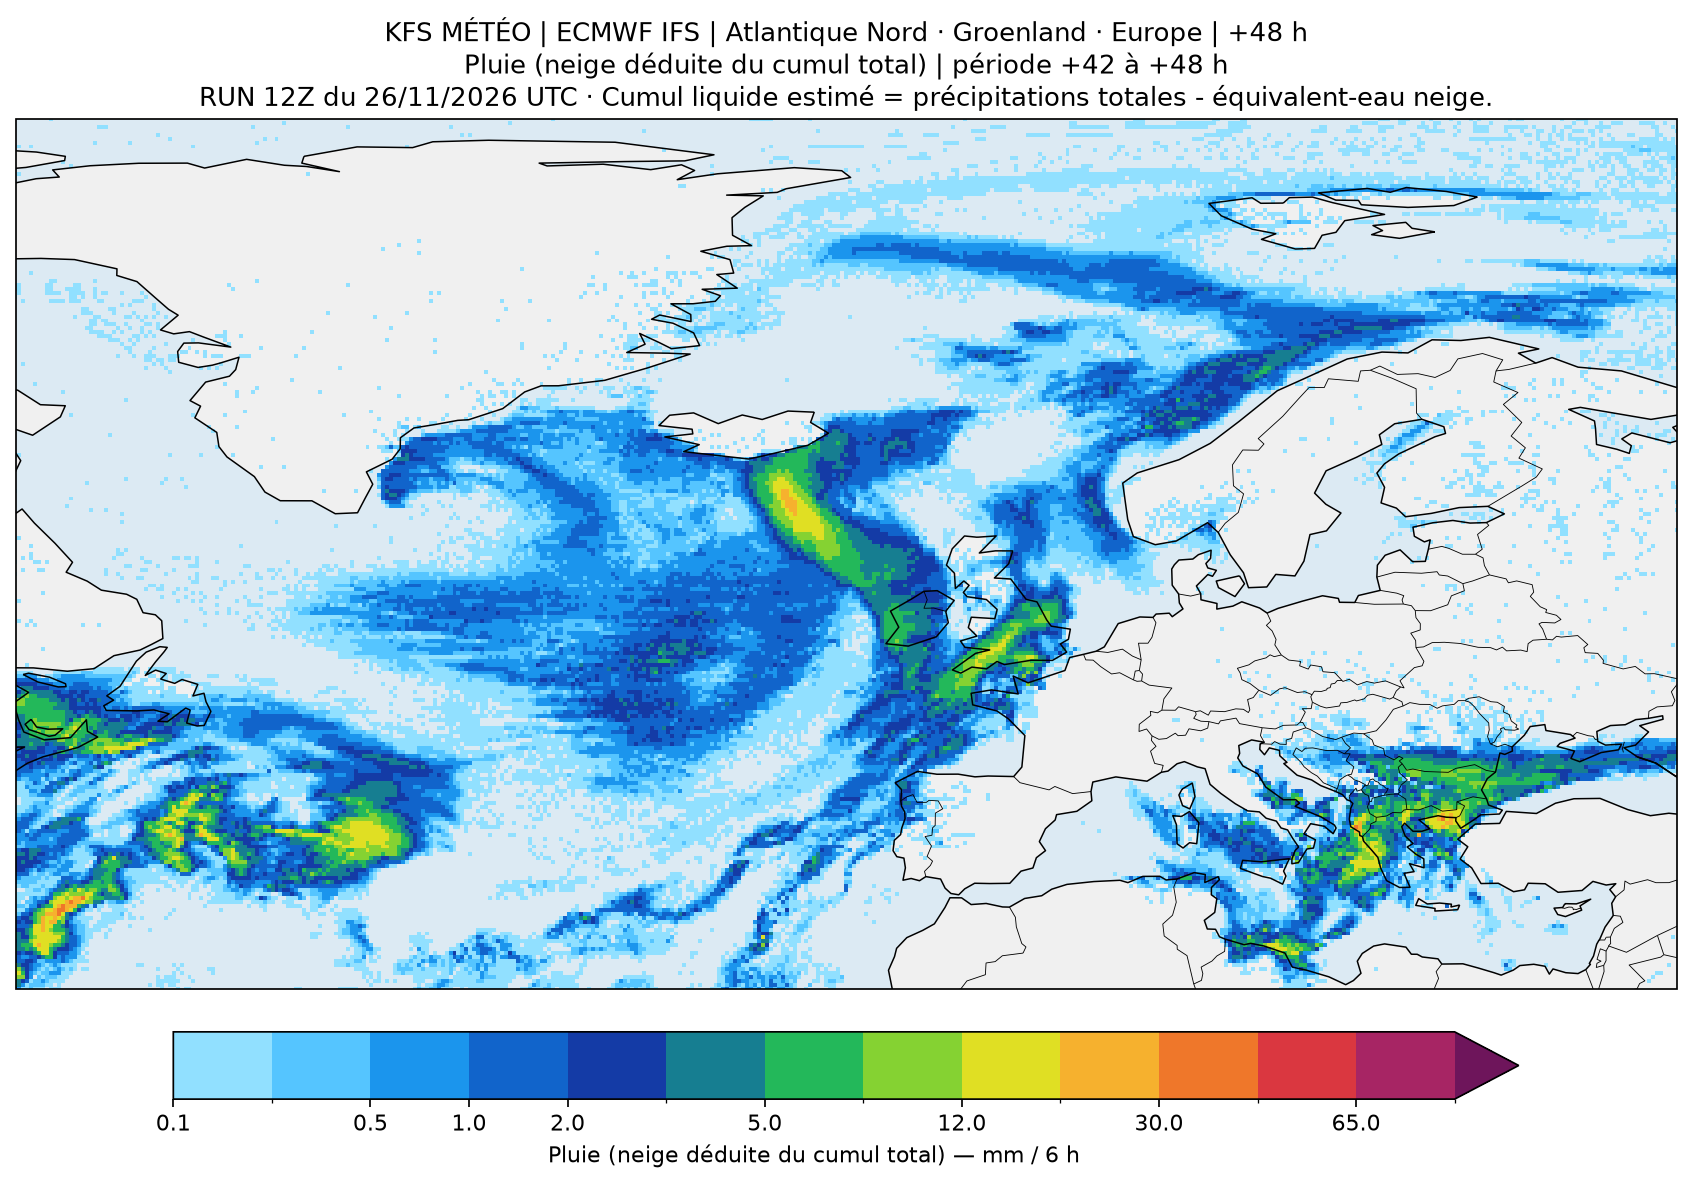 KFS MÉTÉO | ECMWF IFS | Atlantique Nord · Groenland · Europe | +48 h
Pluie (neige déduite du cumul total) | période +42 à +48 h
RUN 12Z du 26/11/2026 UTC · Cumul liquide estimé = précipitations totales - équivalent-eau neige.
0.1 0.5 1.0 2.0 5.0 12.0 30.0 65.0
Pluie (neige déduite du cumul total) — mm / 6 h